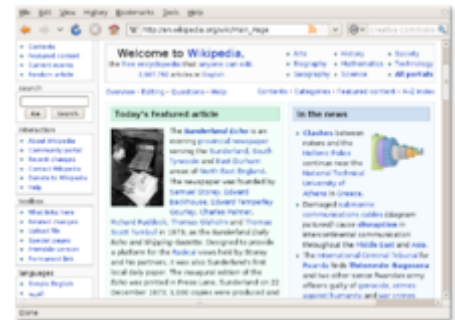 File Edit View History Bookmarks Tools Help
http://en.wikipedia.org/wiki/Main_Page
Contents
Featured content
Current events
Random article
search
Go Search
interaction
About Wikipedia
Community portal
Recent changes
Contact Wikipedia
Donate to Wikipedia
Help
toolbox
What links here
Related changes
Upload file
Special pages
Printable version
Permanent link
languages
Simple English
العربية
Welcome to Wikipedia,
the free encyclopedia that anyone can edit.
articles in English
Arts History Society
Biography Mathematics Technology
Geography Science All portals
Overview · Editing · Questions · Help
Contents · Categories · Featured content · A–Z index
Today's featured article
The Sunderland Echo is an
evening provincial newspaper
serving the Sunderland, South
Tyneside and East Durham
areas of North East England.
The newspaper was founded by
Samuel Storey, Edward
Backhouse, Edward Temperley
Gourley, Charles Palmer,
Richard Ruddock, Thomas Glaholm and Thomas
Scott Turnbull in 1873, as the Sunderland Daily
Echo and Shipping Gazette. Designed to provide
a platform for the Radical views held by Storey
and his partners, it was also Sunderland's first
local daily paper. The inaugural edition of the
Echo was printed in Press Lane, Sunderland on 22
December 1873; 1,000 copies were produced and
In the news
Clashes between
rioters and the
Hellenic Police
continue near the
National Technical
University of
Athens in Greece.
Damaged submarine
communications cables (diagram
pictured) cause disruption in
intercontinental communication
throughout the Middle East and Asia.
The International Criminal Tribunal for
Rwanda finds Théoneste Bagosora
and two other senior Rwandan army
officers guilty of genocide, crimes
against humanity and war crimes
Done